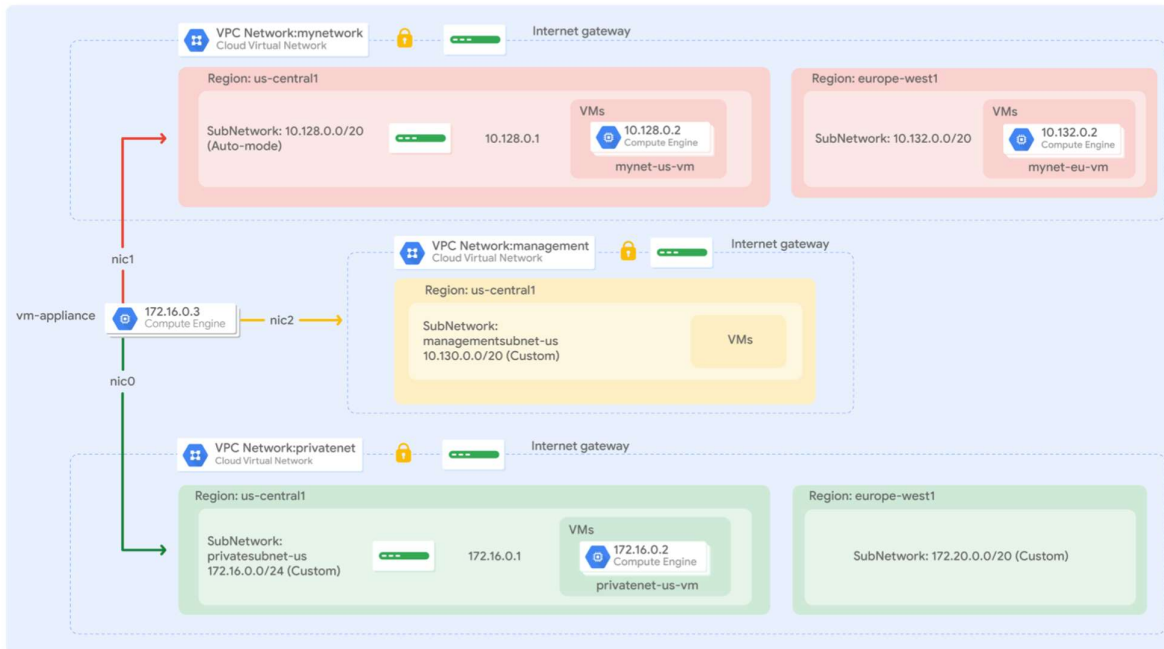 VPC Network:mynetwork
Cloud Virtual Network
Internet gateway
Region: us-central1
SubNetwork: 10.128.0.0/20
(Auto-mode)
10.128.0.1
VMs
10.128.0.2
Compute Engine
mynet-us-vm
Region: europe-west1
SubNetwork: 10.132.0.0/20
VMs
10.132.0.2
Compute Engine
mynet-eu-vm
nic1
vm-appliance
172.16.0.3
Compute Engine
nic2
nic0
VPC Network:management
Cloud Virtual Network
Internet gateway
Region: us-central1
SubNetwork:
managementsubnet-us
10.130.0.0/20 (Custom)
VMs
VPC Network:privatenet
Cloud Virtual Network
Internet gateway
Region: us-central1
SubNetwork:
privatesubnet-us
172.16.0.0/24 (Custom)
172.16.0.1
VMs
172.16.0.2
Compute Engine
privatenet-us-vm
Region: europe-west1
SubNetwork: 172.20.0.0/20 (Custom)